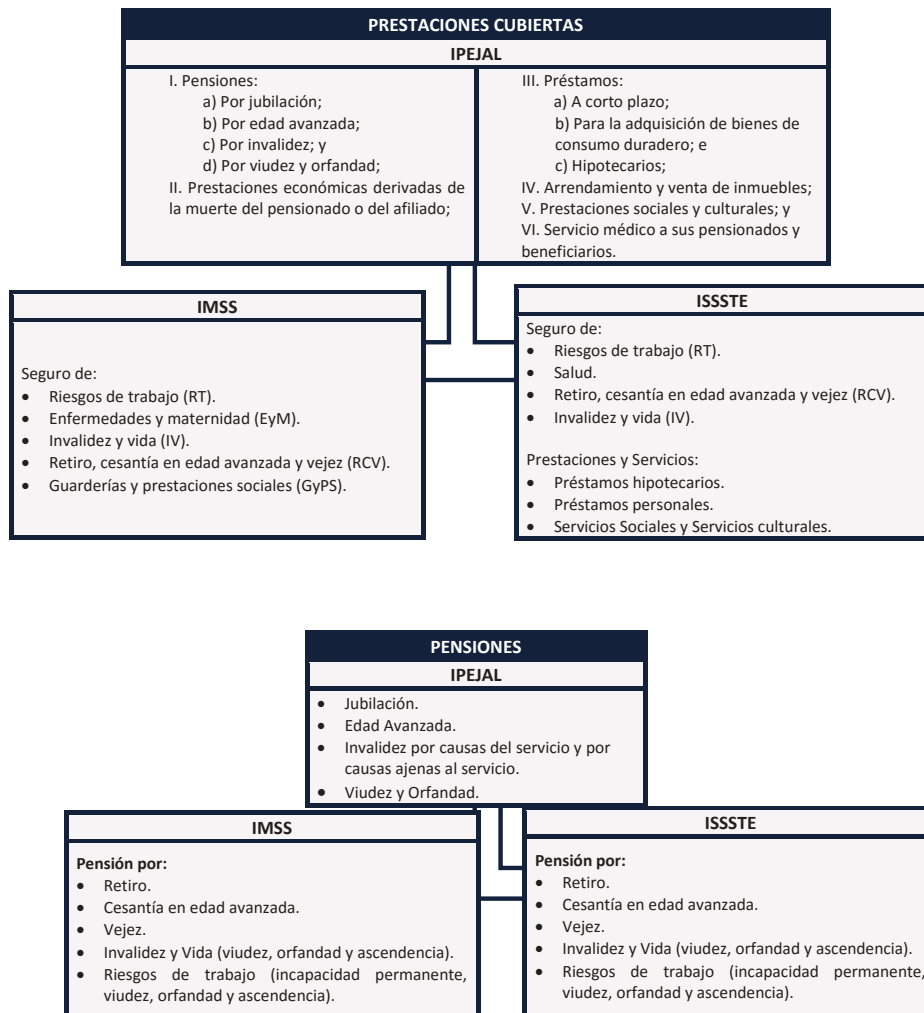 PRESTACIONES CUBIERTAS
IPEJAL
I. Pensiones:
a) Por jubilación;
b) Por edad avanzada;
c) Por invalidez; y
d) Por viudez y orfandad;
II. Prestaciones económicas derivadas de
la muerte del pensionado o del afiliado;
III. Préstamos:
a) A corto plazo;
b) Para la adquisición de bienes de
consumo duradero; e
c) Hipotecarios;
IV. Arrendamiento y venta de inmuebles;
V. Prestaciones sociales y culturales; y
VI. Servicio médico a sus pensionados y
beneficiarios.
IMSS
Seguro de:
• Riesgos de trabajo (RT).
• Enfermedades y maternidad (EyM).
• Invalidez y vida (IV).
• Retiro, cesantía en edad avanzada y vejez (RCV).
• Guarderías y prestaciones sociales (GyPS).
ISSSTE
Seguro de:
• Riesgos de trabajo (RT).
• Salud.
• Retiro, cesantía en edad avanzada y vejez (RCV).
• Invalidez y vida (IV).
Prestaciones y Servicios:
• Préstamos hipotecarios.
• Préstamos personales.
• Servicios Sociales y Servicios culturales.
PENSIONES
IPEJAL
• Jubilación.
• Edad Avanzada.
• Invalidez por causas del servicio y por
causas ajenas al servicio.
• Viudez y Orfandad.
IMSS
Pensión por:
• Retiro.
• Cesantía en edad avanzada.
• Vejez.
• Invalidez y Vida (viudez, orfandad y ascendencia).
• Riesgos de trabajo (incapacidad permanente,
viudez, orfandad y ascendencia).
ISSSTE
Pensión por:
• Retiro.
• Cesantía en edad avanzada.
• Vejez.
• Invalidez y Vida (viudez, orfandad y ascendencia).
• Riesgos de trabajo (incapacidad permanente,
viudez, orfandad y ascendencia).